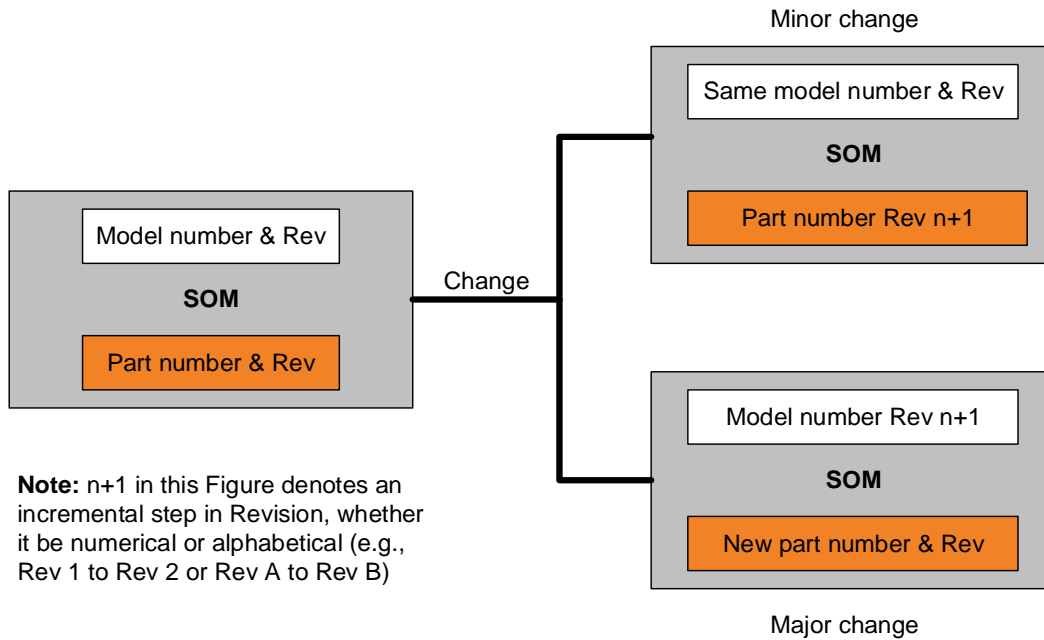 Minor change
Same model number & Rev
SOM
Part number Rev n+1
Model number & Rev
SOM
Part number & Rev
Change
Model number Rev n+1
SOM
New part number & Rev
Major change
Note: n+1 in this Figure denotes an
incremental step in Revision, whether
it be numerical or alphabetical (e.g.,
Rev 1 to Rev 2 or Rev A to Rev B)